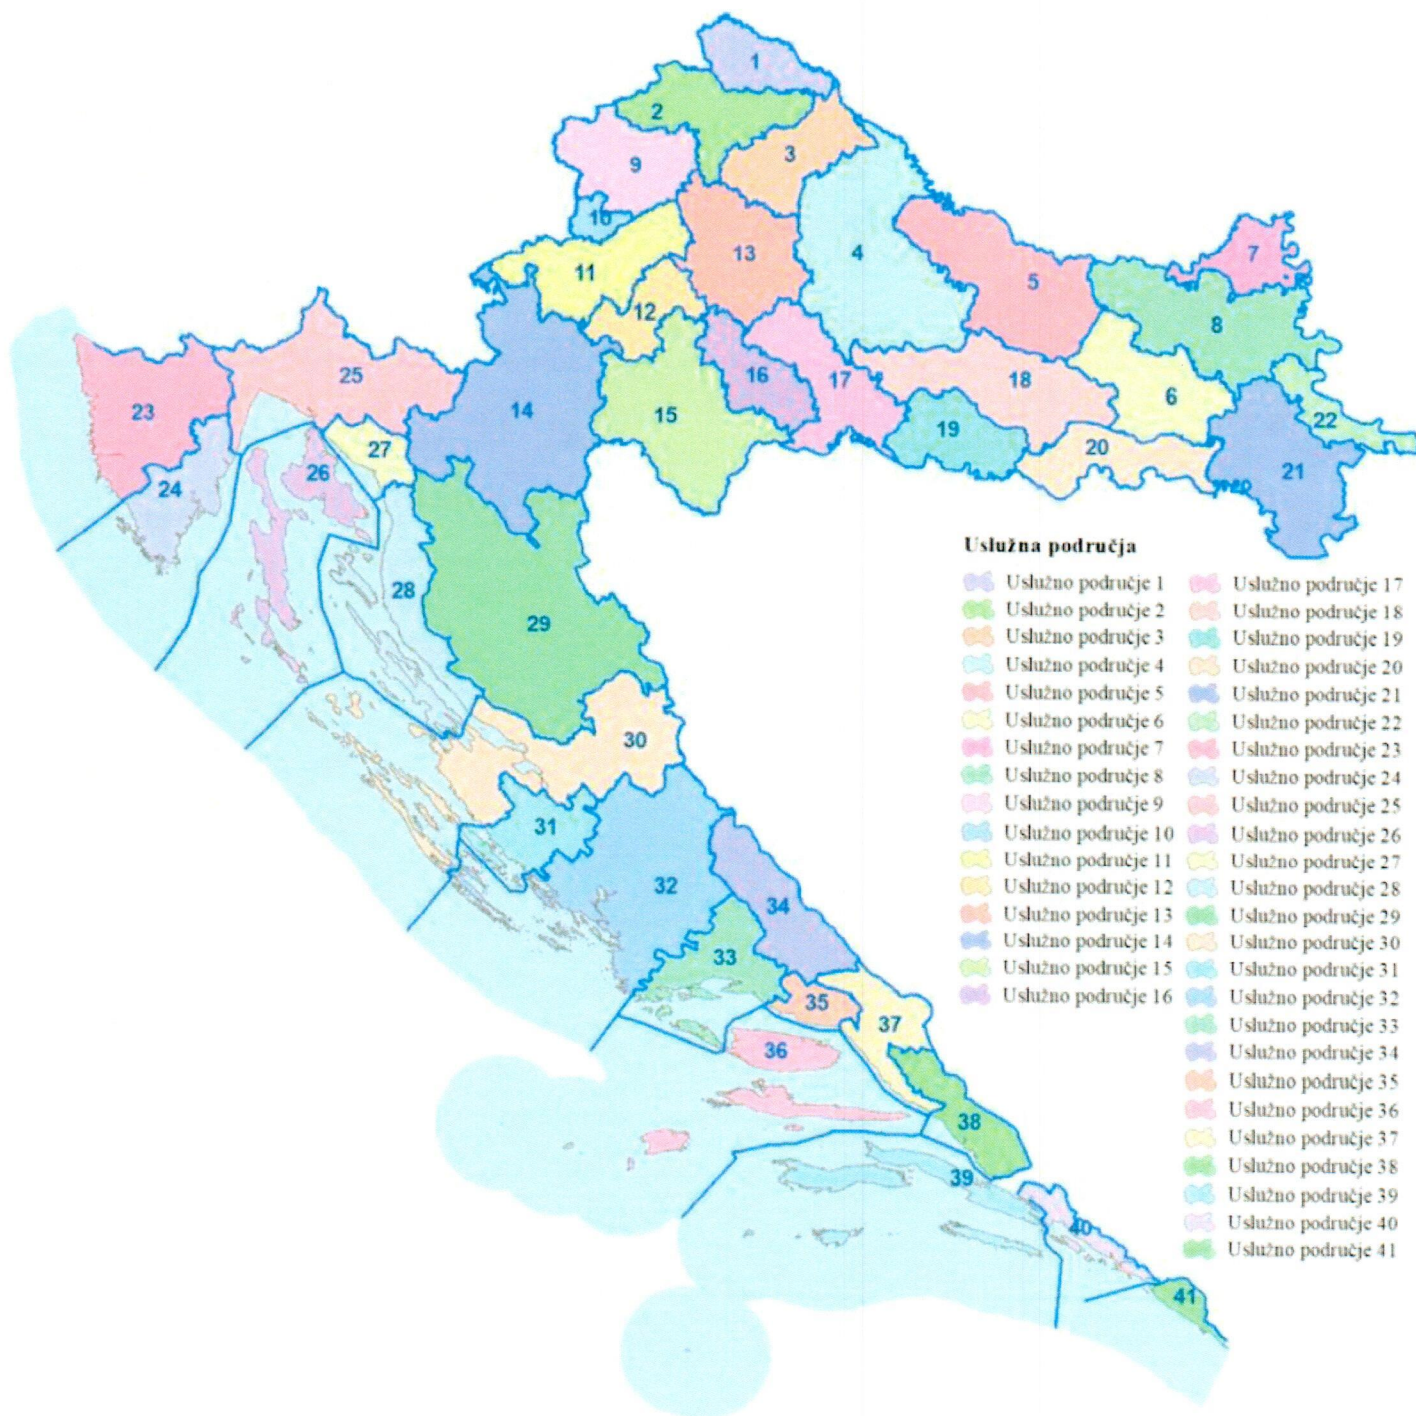 1
2
3
9
10
4
13
7
11
5
12
8
25
16
17
18
6
23
14
15
19
22
27
20
21
26
24
28
29
30
31
32
34
33
35
37
36
38
39
40
41
Uslužna područja
Uslužno područje 1
Uslužno područje 2
Uslužno područje 3
Uslužno područje 4
Uslužno područje 5
Uslužno područje 6
Uslužno područje 7
Uslužno područje 8
Uslužno područje 9
Uslužno područje 10
Uslužno područje 11
Uslužno područje 12
Uslužno područje 13
Uslužno područje 14
Uslužno područje 15
Uslužno područje 16
Uslužno područje 17
Uslužno područje 18
Uslužno područje 19
Uslužno područje 20
Uslužno područje 21
Uslužno područje 22
Uslužno područje 23
Uslužno područje 24
Uslužno područje 25
Uslužno područje 26
Uslužno područje 27
Uslužno područje 28
Uslužno područje 29
Uslužno područje 30
Uslužno područje 31
Uslužno područje 32
Uslužno područje 33
Uslužno područje 34
Uslužno područje 35
Uslužno područje 36
Uslužno područje 37
Uslužno područje 38
Uslužno područje 39
Uslužno područje 40
Uslužno područje 41